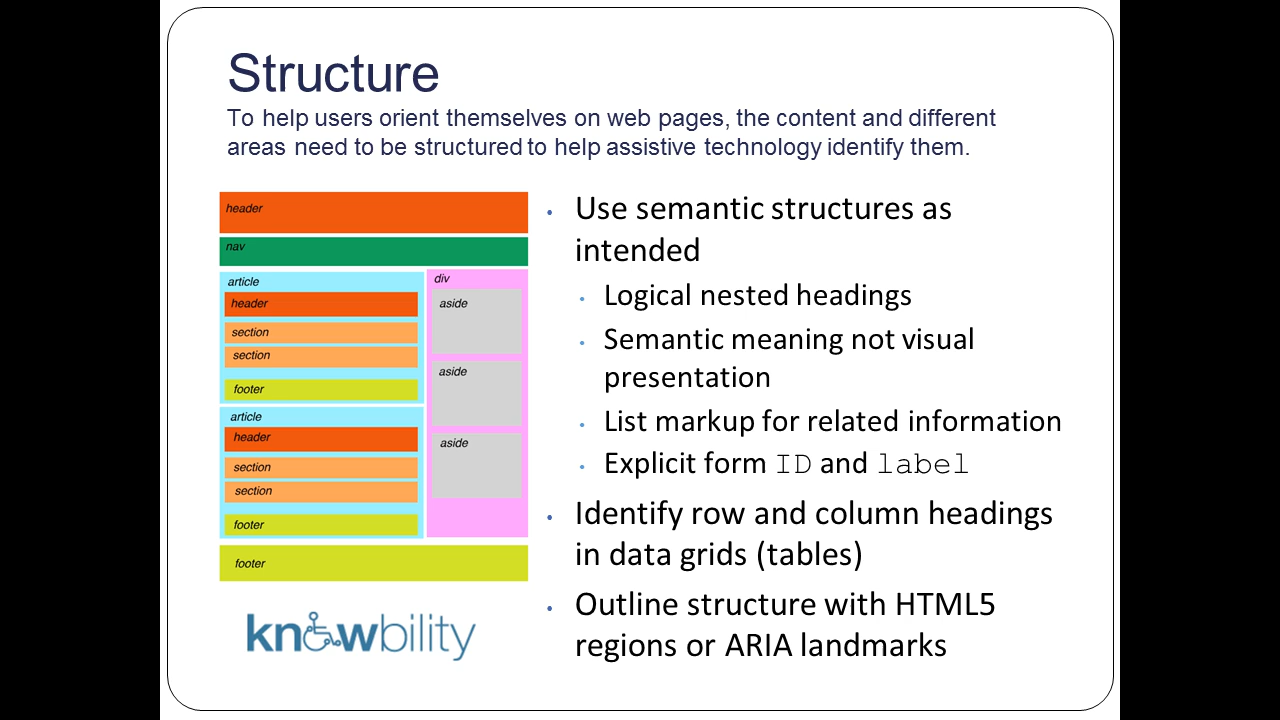 Structure
To help users orient themselves on web pages, the content and different
areas need to be structured to help assistive technology identify them.
header
nav
article
header
section
section
footer
article
header
section
section
footer
div
aside
aside
aside
footer
knowbility
• Use semantic structures as
intended
• Logical nested headings
• Semantic meaning not visual
presentation
• List markup for related information
• Explicit form ID and label
• Identify row and column headings
in data grids (tables)
• Outline structure with HTML5
regions or ARIA landmarks